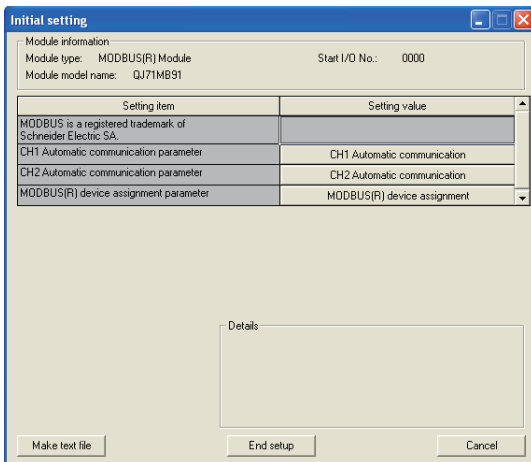 Initial setting
Module information
Module type: MODBUS(R) Module Start I/O No.: 0000
Module model name: QJ71MB91
Setting item Setting value
MODBUS is a registered trademark of
Schneider Electric SA.
CH1 Automatic communication parameter CH1 Automatic communication
CH2 Automatic communication parameter CH2 Automatic communication
MODBUS(R) device assignment parameter MODBUS(R) device assignment
Details
Make text file End setup Cancel